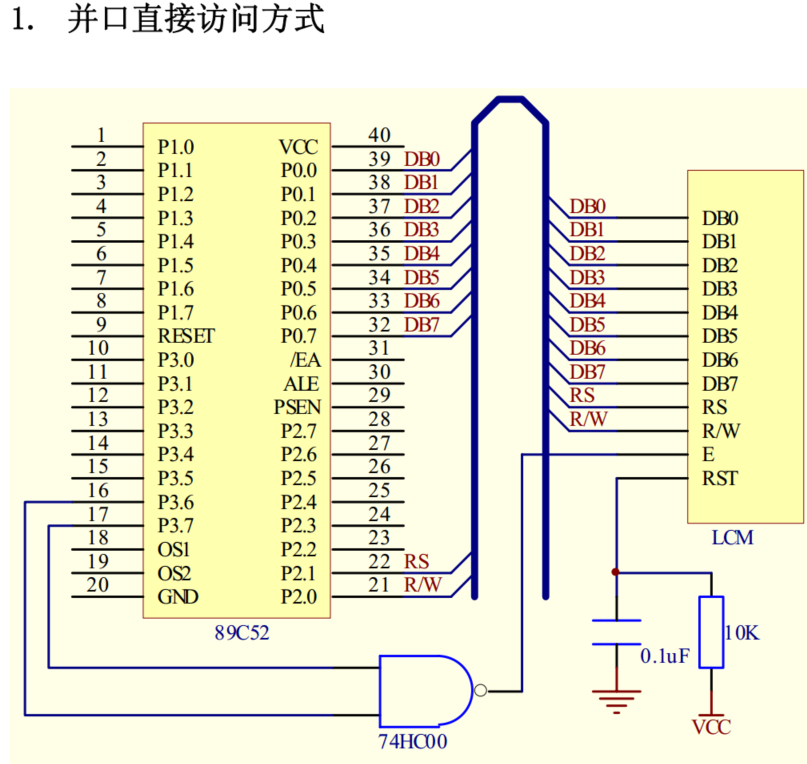 1. 并口直接访问方式
1 P1.0 VCC 40
2 P1.1 P0.0 39 DB0
3 P1.2 P0.1 38 DB1
4 P1.3 P0.2 37 DB2 DB0 DB0
5 P1.4 P0.3 36 DB3 DB1 DB1
6 P1.5 P0.4 35 DB4 DB2 DB2
7 P1.6 P0.5 34 DB5 DB3 DB3
8 P1.7 P0.6 33 DB6 DB4 DB4
9 RESET P0.7 32 DB7 DB5 DB5
10 P3.0 /EA 31 DB6 DB6
11 P3.1 ALE 30 DB7 DB7
12 P3.2 PSEN 29 RS RS
13 P3.3 P2.7 28 R/W R/W
14 P3.4 P2.6 27 E
15 P3.5 P2.5 26 RST
16 P3.6 P2.4 25
17 P3.7 P2.3 24 LCM
18 OS1 P2.2 23
19 OS2 P2.1 22 RS
20 GND P2.0 21 R/W
89C52 10K
0.1uF
VCC
74HC00